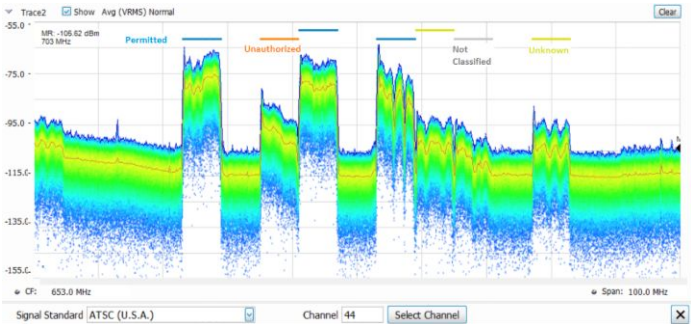 Trace2 Show Avg (VRMS) Normal Clear
-55.0
MR: -106.62 dBm
703 MHz
Permitted
Unauthorized
Not
Classified
Unknown
-75.0
-95.0
-115.0
-135.0
-155.0
CF: 653.0 MHz Span: 100.0 MHz
Signal Standard ATSC (U.S.A.) Channel 44 Select Channel X